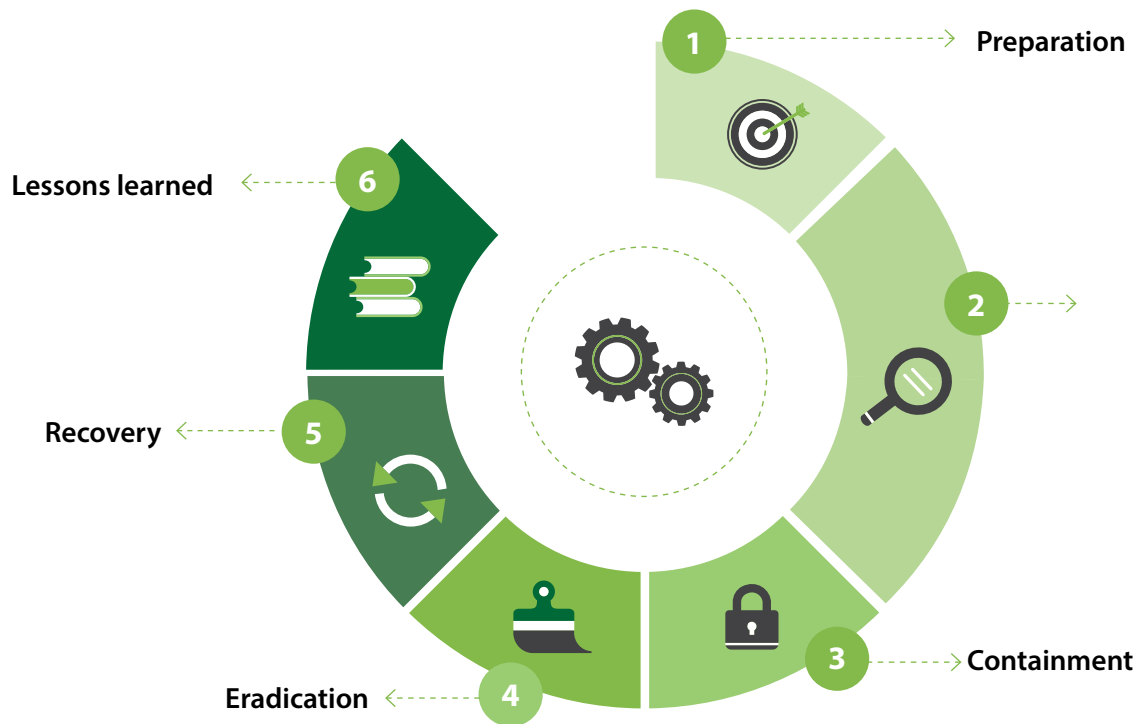 1
Preparation
2
3
Containment
4
Eradication
5
Recovery
6
Lessons learned